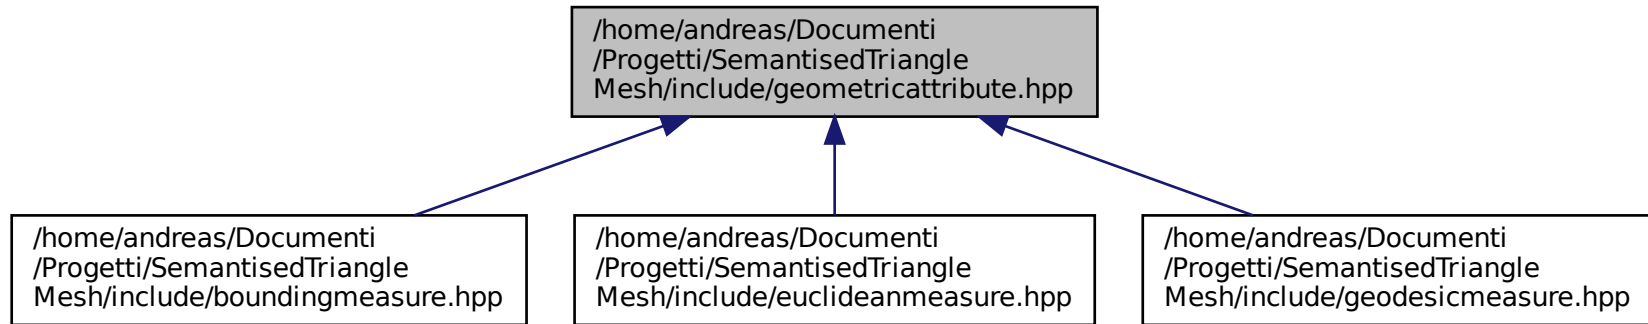 /home/andreas/Documenti
/Progetti/SemantisedTriangle
Mesh/include/geometricattribute.hpp
/home/andreas/Documenti
/Progetti/SemantisedTriangle
Mesh/include/boundingmeasure.hpp
/home/andreas/Documenti
/Progetti/SemantisedTriangle
Mesh/include/euclideanmeasure.hpp
/home/andreas/Documenti
/Progetti/SemantisedTriangle
Mesh/include/geodesicmeasure.hpp